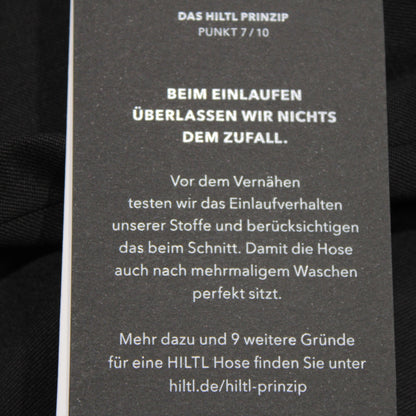 DAS HILTL PRINZIP
PUNKT 7 / 10
BEIM EINLAUFEN
ÜBERLASSEN WIR NICHTS
DEM ZUFALL.
Vor dem Vernähen
testen wir das Einlaufverhalten
unserer Stoffe und berücksichtigen
das beim Schnitt. Damit die Hose
auch nach mehrmaligem Waschen
perfekt sitzt.
Mehr dazu und 9 weitere Gründe
für eine HILTL Hose finden Sie unter
hiltl.de/hiltl-prinzip